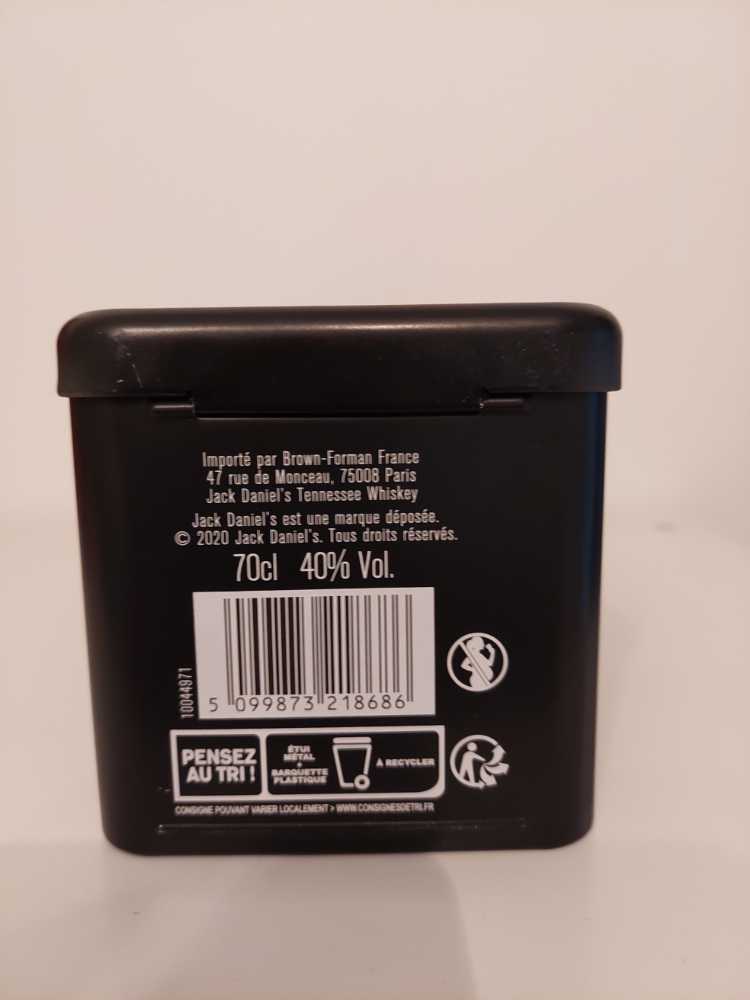 Importé par Brown-Forman France
47 rue de Monceau, 75008 Paris
Jack Daniel's Tennessee Whiskey
Jack Daniel's est une marque déposée.
© 2020 Jack Daniel's. Tous droits réservés.
70cl 40% Vol.
10044971
5 099873 218686
PENSEZ
AU TRI !
ÉTUI
MÉTAL
+
BARQUETTE
PLASTIQUE
À RECYCLER
CONSIGNE POUVANT VARIER LOCALEMENT > WWW.CONSIGNESDETRI.FR